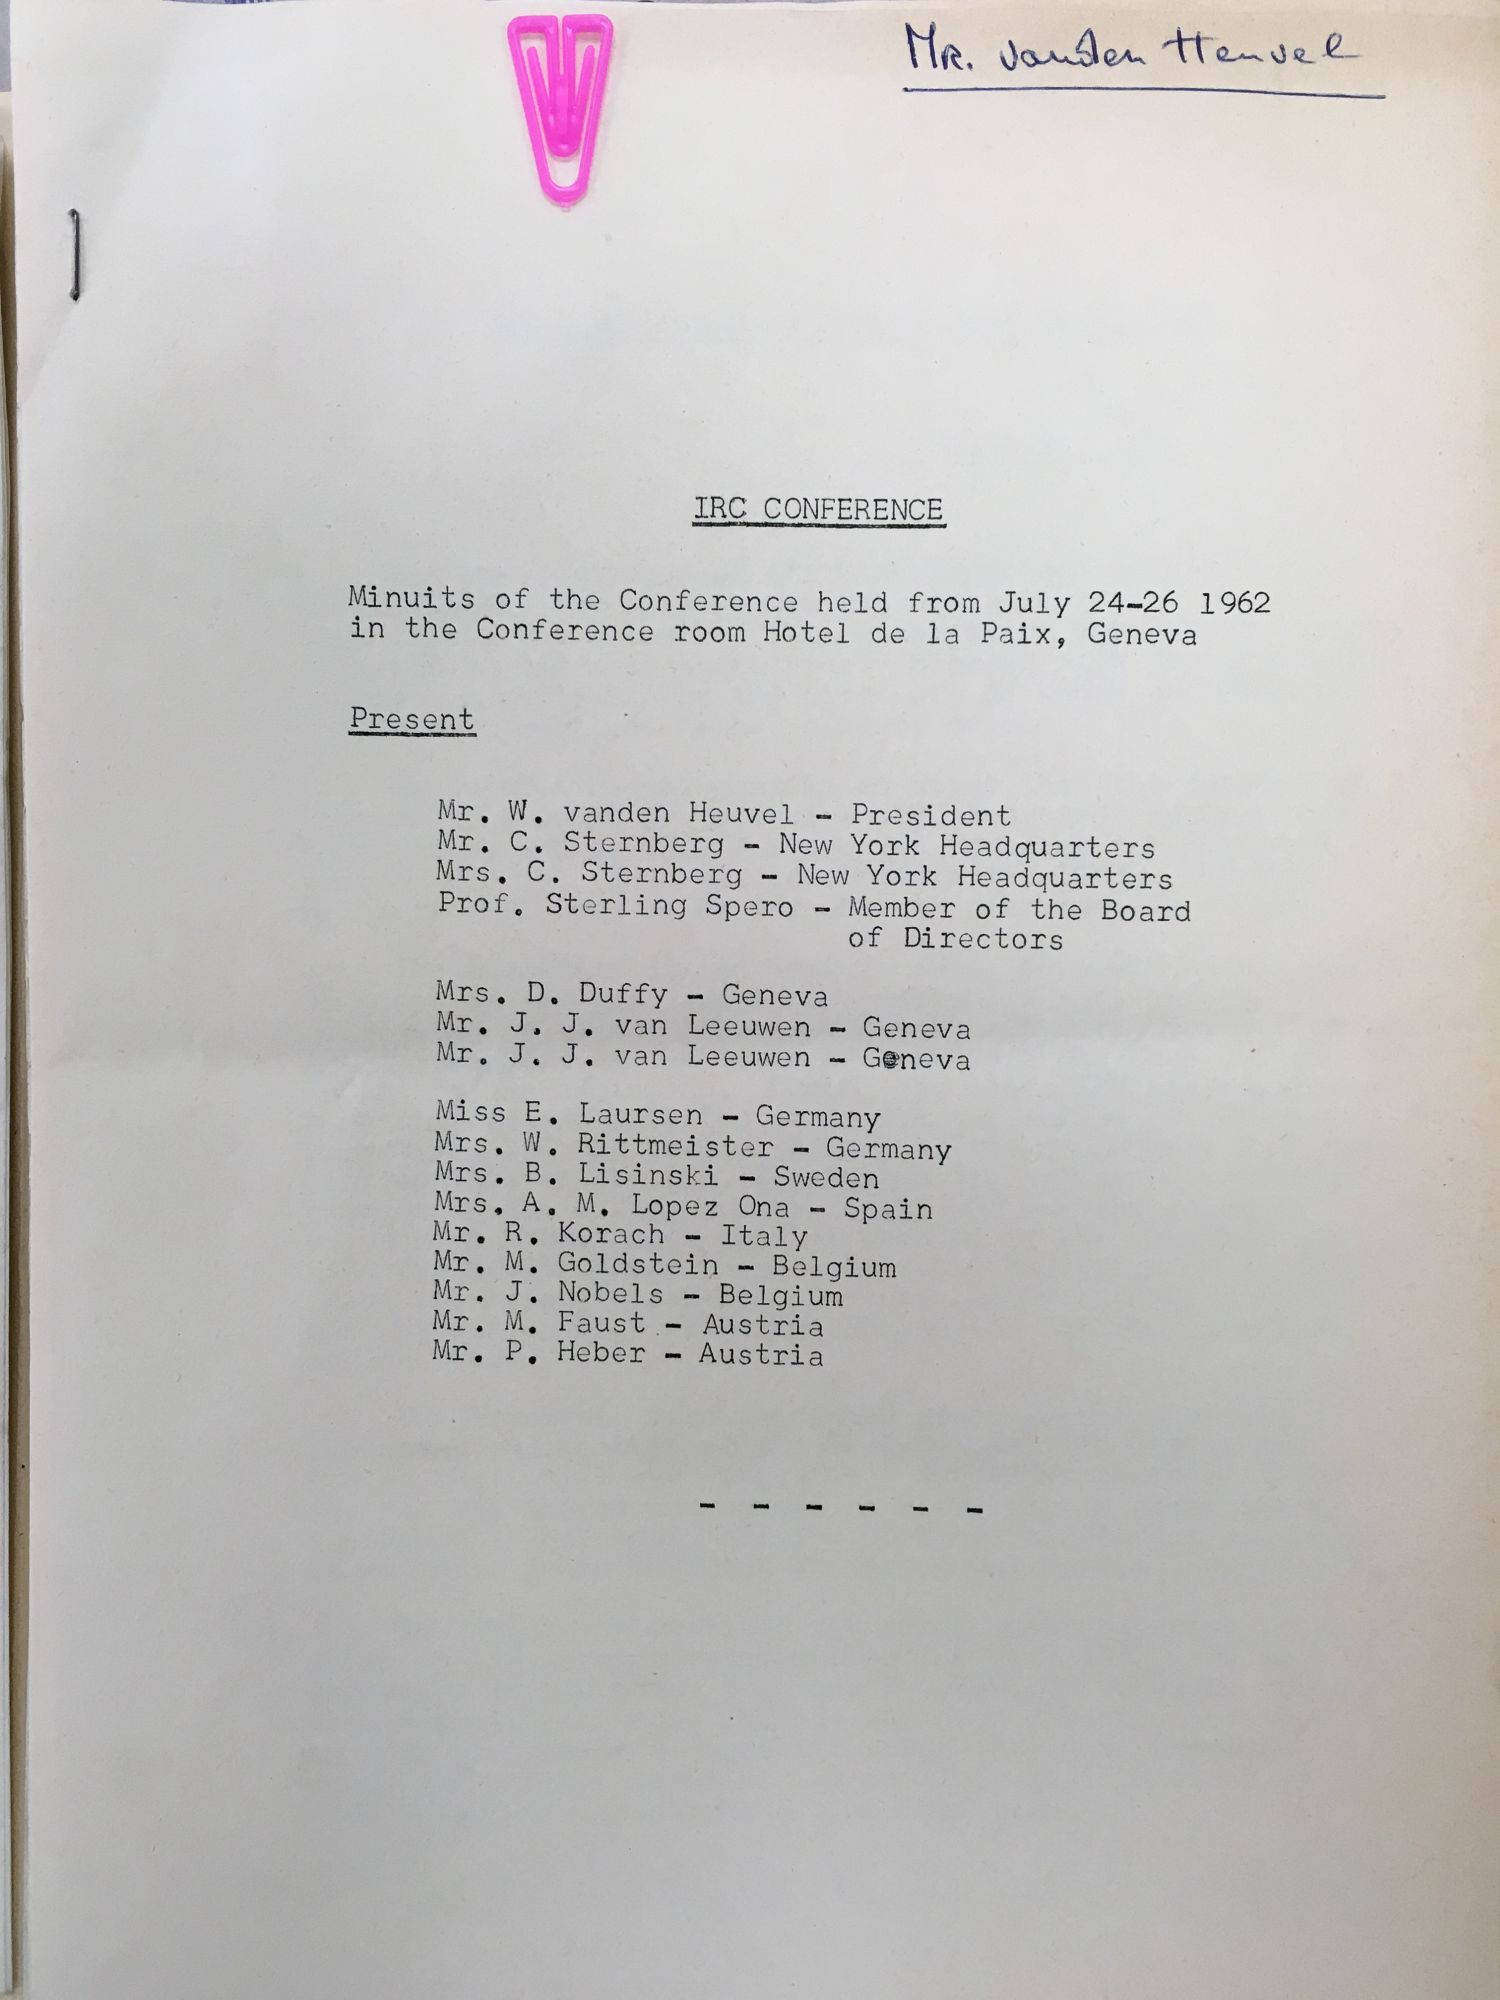 Mr. vanden Heuvel
IRC CONFERENCE
Minuits of the Conference held from July 24-26 1962
in the Conference room Hotel de la Paix, Geneva
Present
Mr. W. vanden Heuvel - President
Mr. C. Sternberg - New York Headquarters
Mrs. C. Sternberg - New York Headquarters
Prof. Sterling Spero - Member of the Board
of Directors
Mrs. D. Duffy - Geneva
Mr. J. J. van Leeuwen - Geneva
Mr. J. J. van Leeuwen - Geneva
Miss E. Laursen - Germany
Mrs. W. Rittmeister - Germany
Mrs. B. Lisinski - Sweden
Mrs. A. M. Lopez Ona - Spain
Mr. R. Korach - Italy
Mr. M. Goldstein - Belgium
Mr. J. Nobels - Belgium
Mr. M. Faust - Austria
Mr. P. Heber - Austria
- - - - - -